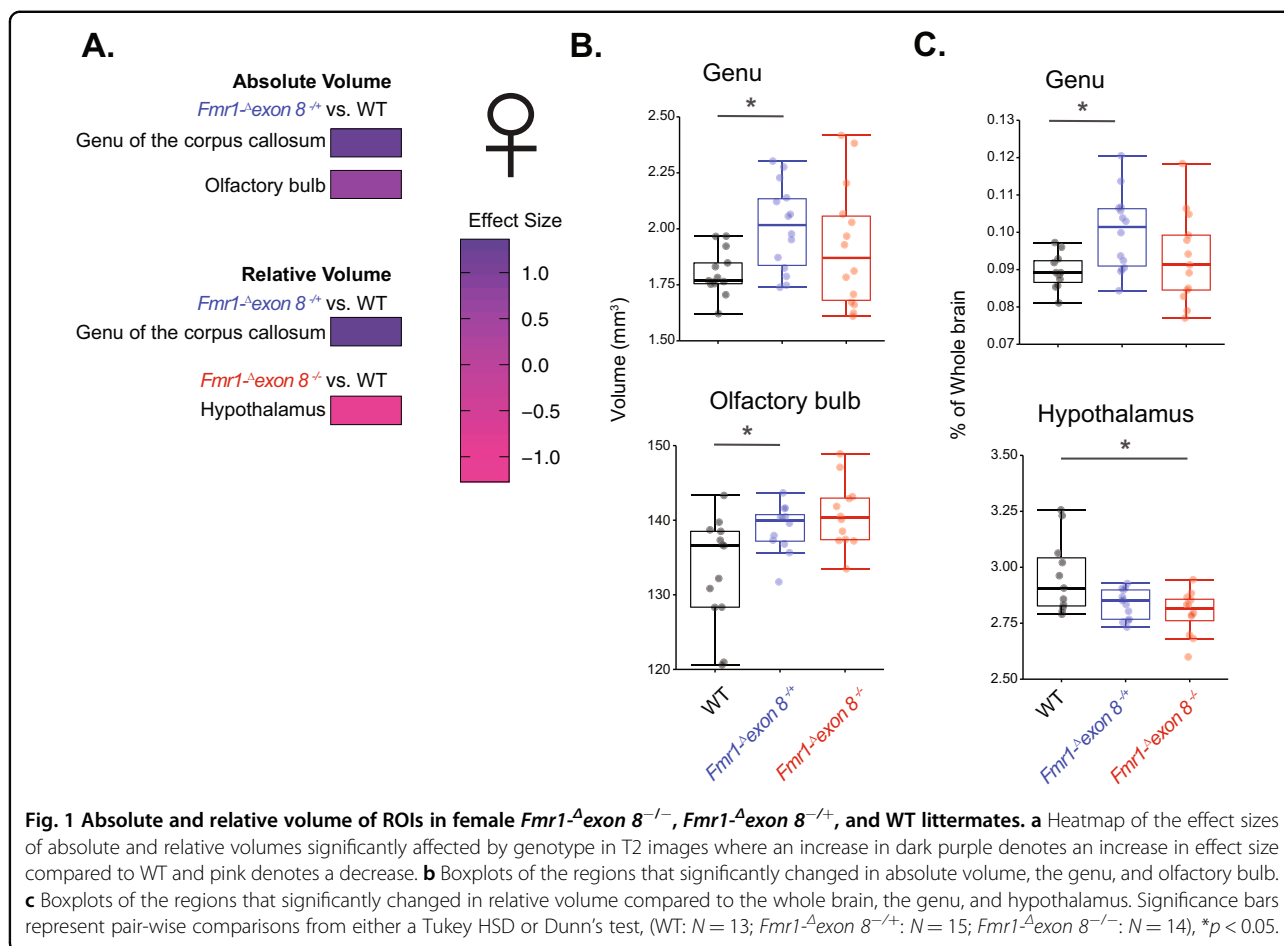 A.
Absolute Volume
Fmr1-Δexon 8 -/+ vs. WT
Genu of the corpus callosum
Olfactory bulb
Relative Volume
Fmr1-Δexon 8 -/+ vs. WT
Genu of the corpus callosum
Fmr1-Δexon 8 -/- vs. WT
Hypothalamus
♀
Effect Size
1.0
0.5
0.0
−0.5
−1.0
B.
Genu
*
2.50
2.25
2.00
1.75
1.50
Volume (mm³)
Olfactory bulb
*
150
140
130
120
WT
Fmr1-Δexon 8 -/+
Fmr1-Δexon 8 -/-
C.
Genu
*
0.13
0.12
0.11
0.10
0.09
0.08
0.07
% of Whole brain
Hypothalamus
*
3.50
3.25
3.00
2.75
2.50
WT
Fmr1-Δexon 8 -/+
Fmr1-Δexon 8 -/-
Fig. 1 Absolute and relative volume of ROIs in female Fmr1-Δexon 8−/−, Fmr1-Δexon 8−/+, and WT littermates. a Heatmap of the effect sizes
of absolute and relative volumes significantly affected by genotype in T2 images where an increase in dark purple denotes an increase in effect size
compared to WT and pink denotes a decrease. b Boxplots of the regions that significantly changed in absolute volume, the genu, and olfactory bulb.
c Boxplots of the regions that significantly changed in relative volume compared to the whole brain, the genu, and hypothalamus. Significance bars
represent pair-wise comparisons from either a Tukey HSD or Dunn's test, (WT: N = 13; Fmr1-Δexon 8−/+: N = 15; Fmr1-Δexon 8−/−: N = 14), *p < 0.05.